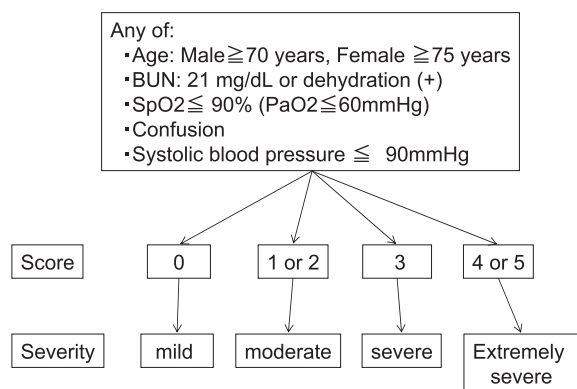 Any of:
・Age: Male≧70 years, Female ≧75 years
・BUN: 21 mg/dL or dehydration (+)
・SpO2≦ 90% (PaO2≦60mmHg)
・Confusion
・Systolic blood pressure ≦ 90mmHg
Score 0 1 or 2 3 4 or 5
Severity mild moderate severe Extremely
severe